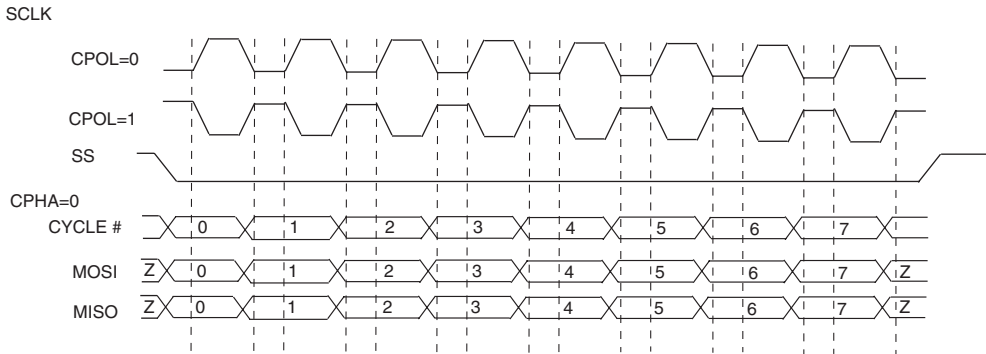 SCLK
CPOL=0
CPOL=1
SS
CPHA=0
CYCLE # 0 1 2 3 4 5 6 7
MOSI Z 0 1 2 3 4 5 6 7 Z
MISO Z 0 1 2 3 4 5 6 7 Z